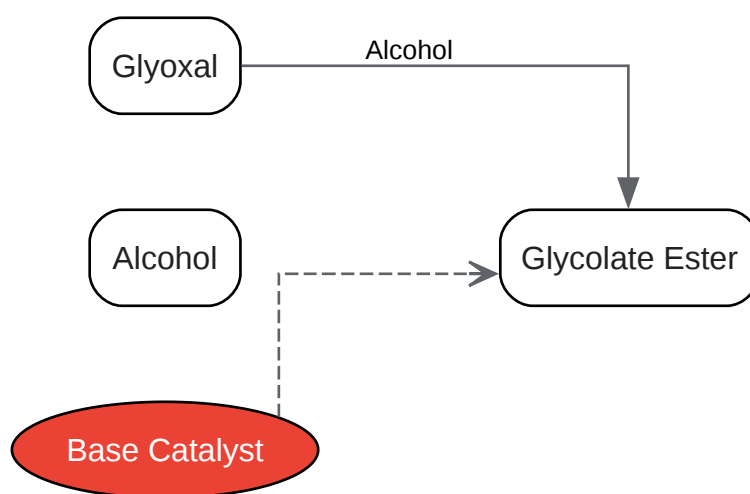 Alcohol
Glyoxal
Alcohol
Glycolate Ester
Base Catalyst